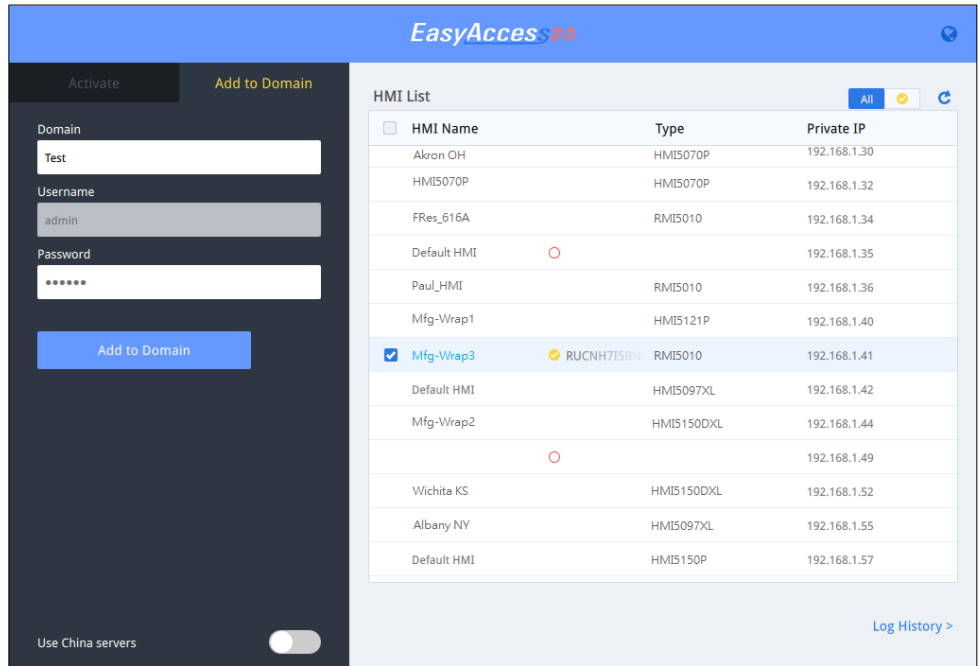 EasyAccess2.0
Activate
Add to Domain
Domain
Test
Username
admin
Password
Add to Domain
Use China servers
HMI List
All
HMI Name Type Private IP
Akron OH HMI5070P 192.168.1.30
HMI5070P HMI5070P 192.168.1.32
FRes_616A RMI5010 192.168.1.34
Default HMI 192.168.1.35
Paul_HMI RMI5010 192.168.1.36
Mfg-Wrap1 HMI5121P 192.168.1.40
Mfg-Wrap3 RUCNH7I5BN RMI5010 192.168.1.41
Default HMI HMI5097XL 192.168.1.42
Mfg-Wrap2 HMI5150DXL 192.168.1.44
192.168.1.49
Wichita KS HMI5150DXL 192.168.1.52
Albany NY HMI5097XL 192.168.1.55
Default HMI HMI5150P 192.168.1.57
Log History >